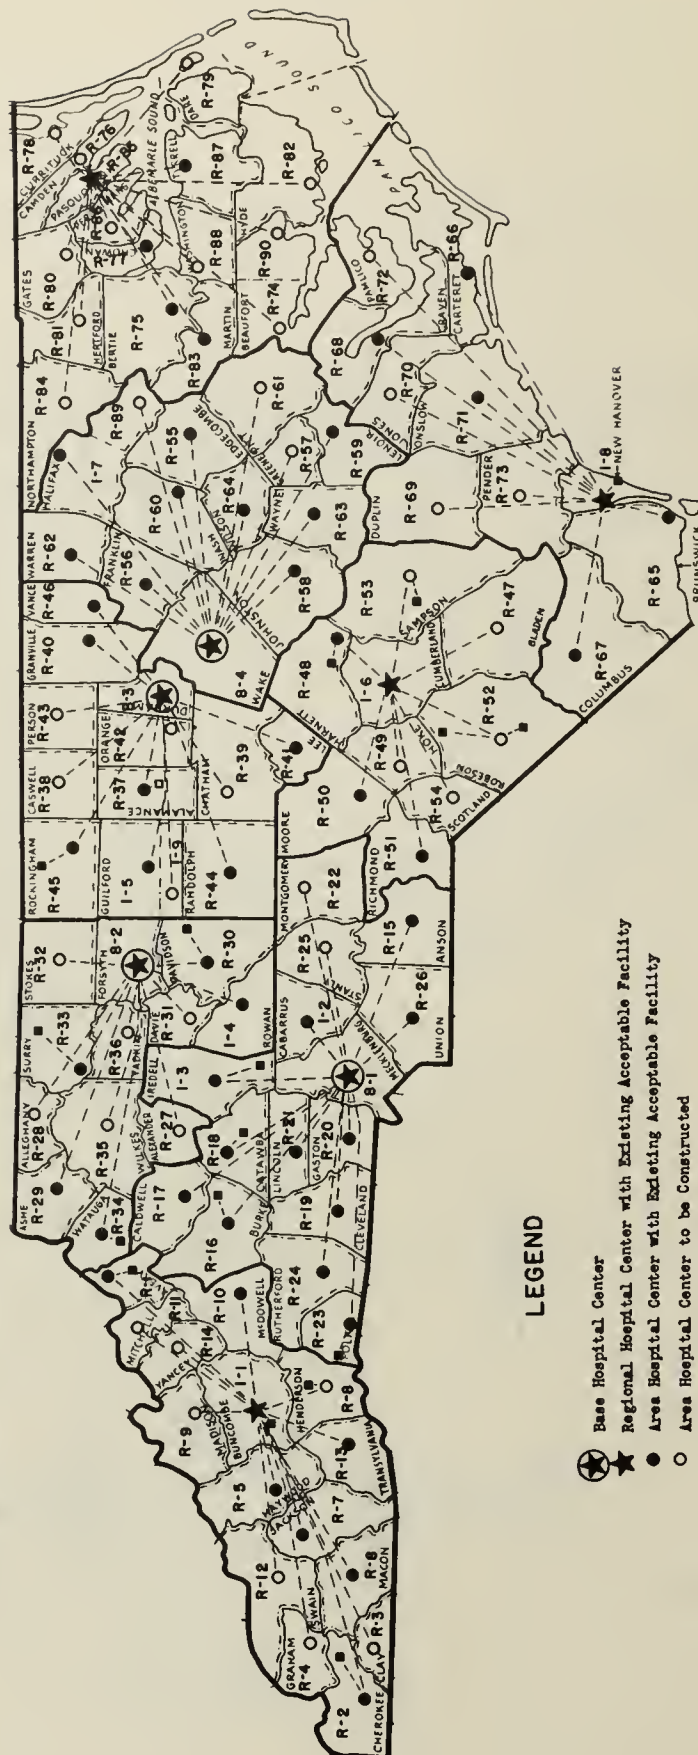 CHEROKEE
R-2
GRAHAM
R-4
CLAY
R-3
SWAIN
R-12
MACON
R-8
JACKSON
R-7
HAYWOOD
R-5
TRANSYLVANIA
R-13
HENDERSON
R-8
BUNCOMBE
I-1
MADISON
R-9
YANCEY
R-14
MITCHELL
R-11
R-1
MCDOWELL
R-10
POLK
R-23
RUTHERFORD
R-24
CLEVELAND
R-19
BURKE
R-16
CALDWELL
R-17
WATAUGA
R-34
ASHE
R-29
ALLEGHANY
R-28
WILKES
R-35
ALEXANDER
R-27
CATAWBA
R-18
LINCOLN
R-21
GASTON
R-20
MECKLENBURG
B-1
IREDELL
I-3
YADKIN
R-36
SURRY
R-33
STOKES
R-32
FORSYTH
B-2
DAVIE
R-31
DAVIDSON
R-30
ROWAN
I-4
CABARRUS
I-2
STANLY
R-25
UNION
R-26
ANSON
R-15
MONTGOMERY
R-22
RICHMOND
R-51
MOORE
R-50
RANDOLPH
R-44
GUILFORD
I-5
I-9
ROCKINGHAM
R-45
CASWELL
R-38
ALAMANCE
R-37
CHATHAM
R-39
ORANGE
R-42
PERSON
R-43
B-3
LEE
R-41
HARNETT
R-48
HOKE
R-49
SCOTLAND
R-54
ROBESON
R-52
CUMBERLAND
I-6
SAMPSON
R-53
BLADEN
R-47
COLUMBUS
R-67
BRUNSWICK
R-65
NEW HANOVER
I-8
PENDER
R-73
DUPLIN
R-69
GRANVILLE
R-40
VANCE
R-46
WARREN
R-62
FRANKLIN
R-56
WAKE
B-4
JOHNSTON
R-58
NASH
R-60
WILSON
R-64
WAYNE
R-63
GREENE
R-57
LENOIR
R-59
PITT
R-61
EDGECOMBE
R-55
HALIFAX
I-7
R-89
NORTHAMPTON
R-84
HERTFORD
R-81
BERTIE
R-75
GATES
R-80
MARTIN
R-83
BEAUFORT
R-74
R-90
HYDE
R-82
WASHINGTON
R-88
TYRRELL
R-87
DARE
R-79
R-77
CAMDEN
R-76
CURRITUCK
R-78
ALBEMARLE SOUND
PAMLICO SOUND
PAMLICO
R-72
CRAVEN
R-68
JONES
R-70
ONSLOW
R-71
CARTERET
R-66
LEGEND
Base Hospital Center
Regional Hospital Center with Existing Acceptable Facility
Area Hospital Center with Existing Acceptable Facility
Area Hospital Center to be Constructed